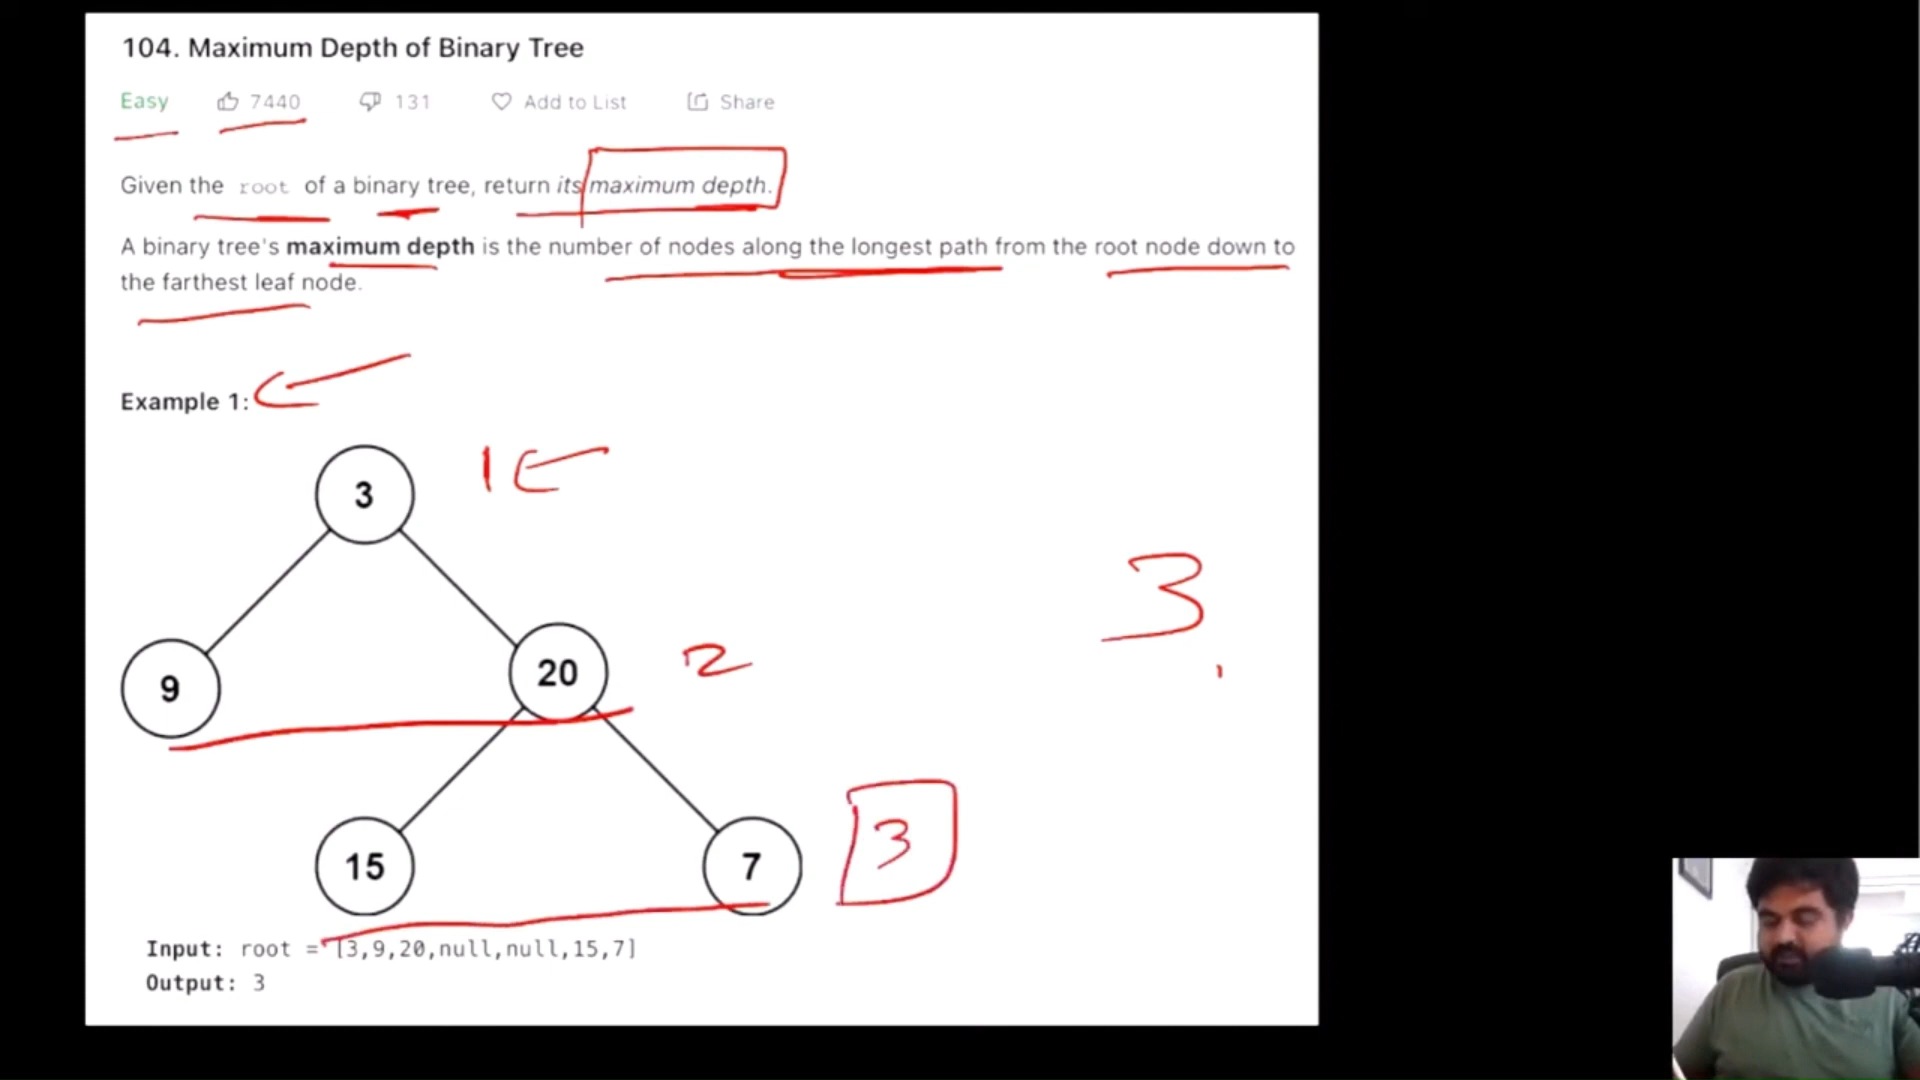 104. Maximum Depth of Binary Tree
Easy 7440 131 Add to List Share
Given the root of a binary tree, return its maximum depth.
A binary tree's maximum depth is the number of nodes along the longest path from the root node down to
the farthest leaf node.
Example 1:
3
1
3
9
20
2
15
7
3
Input: root = [3,9,20,null,null,15,7]
Output: 3